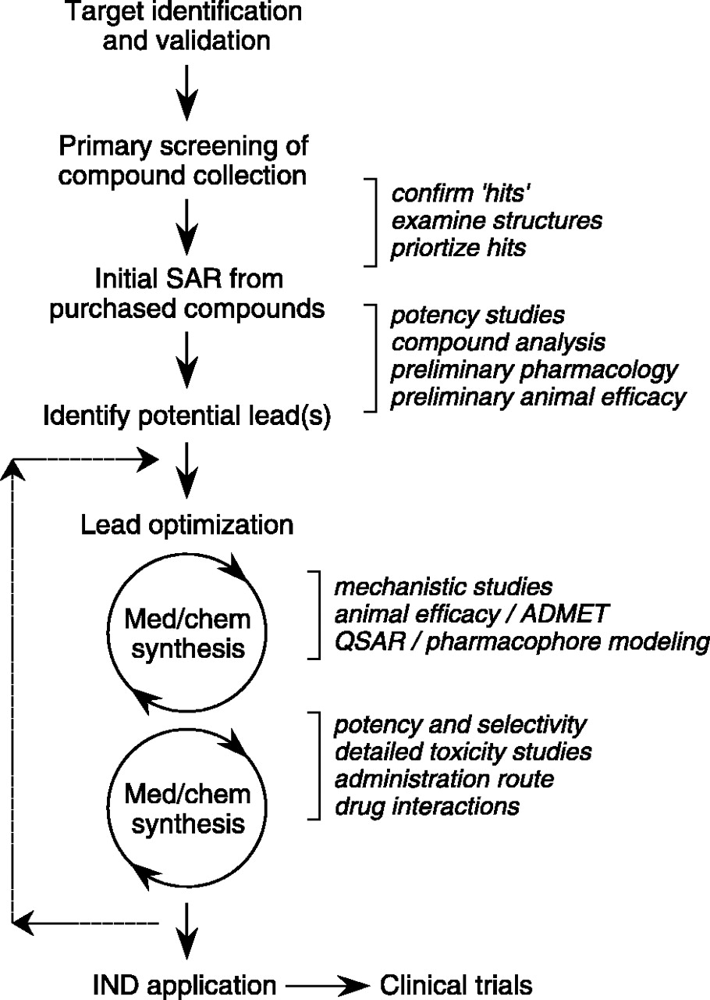 Target identification
and validation
Primary screening of
compound collection
confirm 'hits'
examine structures
priortize hits
Initial SAR from
purchased compounds
potency studies
compound analysis
preliminary pharmacology
preliminary animal efficacy
Identify potential lead(s)
Lead optimization
Med/chem
synthesis
mechanistic studies
animal efficacy / ADMET
QSAR / pharmacophore modeling
Med/chem
synthesis
potency and selectivity
detailed toxicity studies
administration route
drug interactions
IND application
Clinical trials